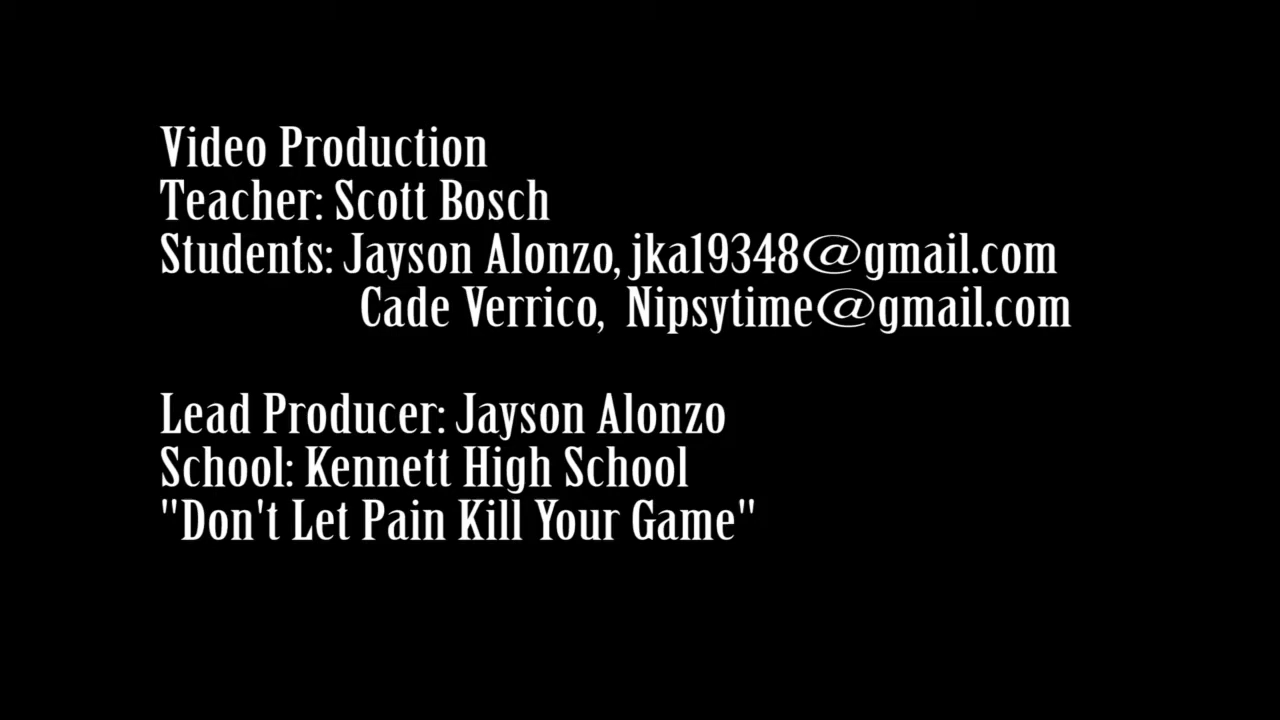 Video Production
Teacher: Scott Bosch
Students: Jayson Alonzo, jka19348@gmail.com
Cade Verrico, Nipsytime@gmail.com
Lead Producer: Jayson Alonzo
School: Kennett High School
"Don't Let Pain Kill Your Game"